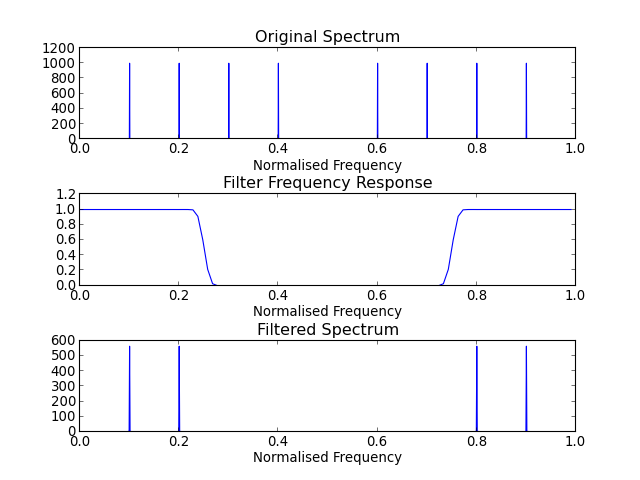 Original Spectrum
1200
1000
800
600
400
200
0
0.0 0.2 0.4 0.6 0.8 1.0
Normalised Frequency
Filter Frequency Response
1.2
1.0
0.8
0.6
0.4
0.2
0.0
0.0 0.2 0.4 0.6 0.8 1.0
Normalised Frequency
Filtered Spectrum
600
500
400
300
200
100
0
0.0 0.2 0.4 0.6 0.8 1.0
Normalised Frequency